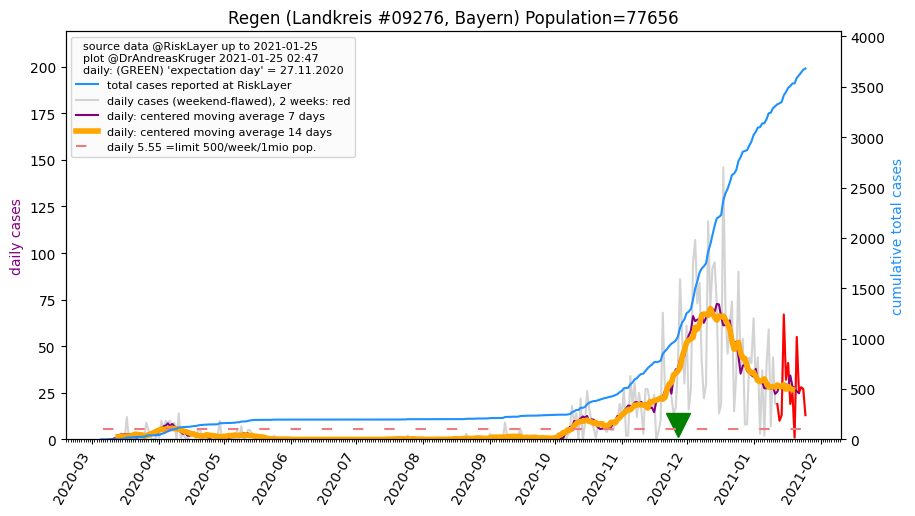 Regen (Landkreis #09276, Bayern) Population=77656
source data @RiskLayer up to 2021-01-25
plot @DrAndreasKruger 2021-01-25 02:47
daily: (GREEN) 'expectation day' = 27.11.2020
total cases reported at RiskLayer
daily cases (weekend-flawed), 2 weeks: red
daily: centered moving average 7 days
daily: centered moving average 14 days
daily 5.55 =limit 500/week/1mio pop.
daily cases
200
175
150
125
100
75
50
25
0
4000
3500
3000
2500
2000
1500
1000
500
0
cumulative total cases
2020-03
2020-04
2020-05
2020-06
2020-07
2020-08
2020-09
2020-10
2020-11
2020-12
2021-01
2021-02